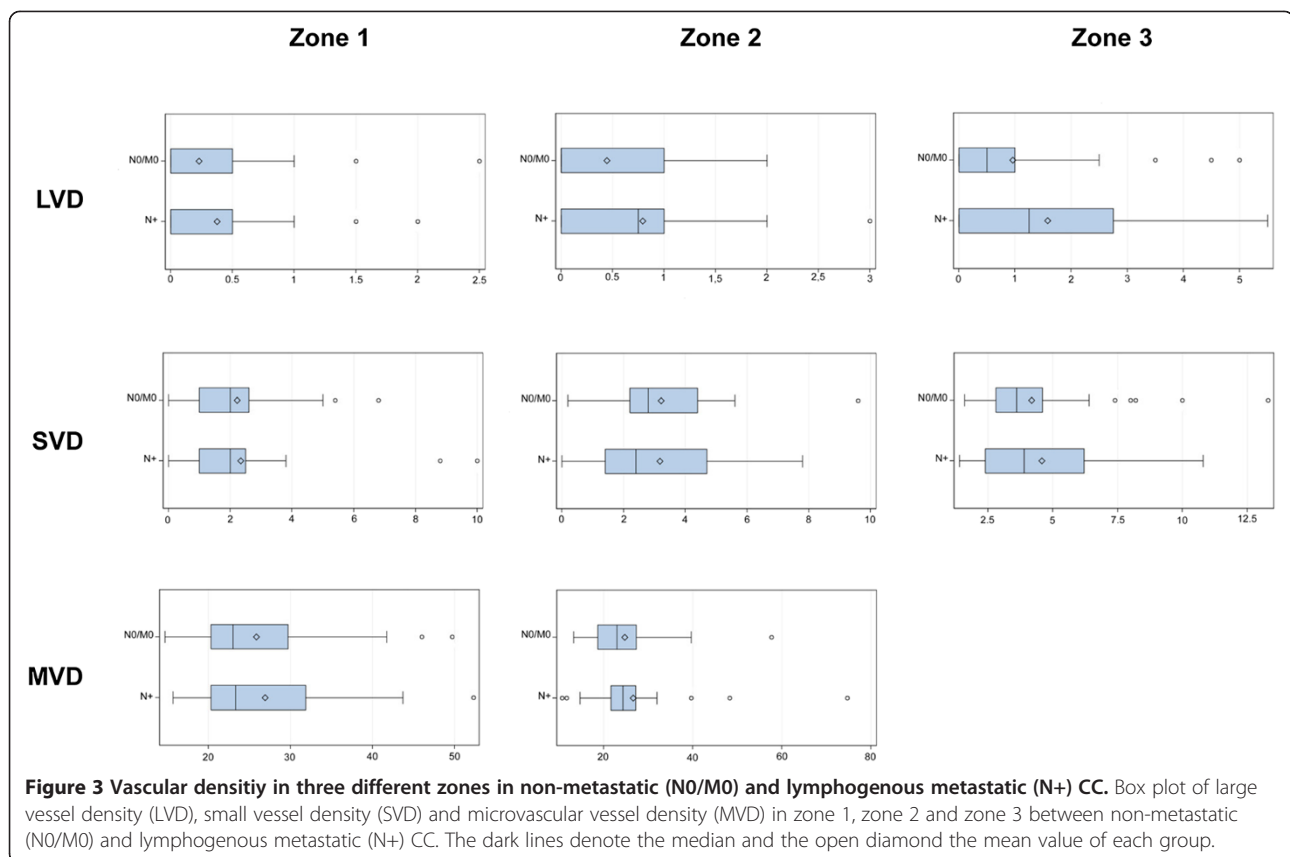 Zone 1 Zone 2 Zone 3
LVD
N0/M0
N+
0 0.5 1 1.5 2 2.5
N0/M0
N+
0 0.5 1 1,5 2 2,5 3
N0/M0
N+
0 1 2 3 4 5
SVD
N0/M0
N+
0 2 4 6 8 10
N0/M0
N+
0 2 4 6 8 10
N0/M0
N+
2.5 5 7.5 10 12.5
MVD
N0/M0
N+
20 30 40 50
N0/M0
N+
20 40 60 80
Figure 3 Vascular densitiy in three different zones in non-metastatic (N0/M0) and lymphogenous metastatic (N+) CC. Box plot of large
vessel density (LVD), small vessel density (SVD) and microvascular vessel density (MVD) in zone 1, zone 2 and zone 3 between non-metastatic
(N0/M0) and lymphogenous metastatic (N+) CC. The dark lines denote the median and the open diamond the mean value of each group.